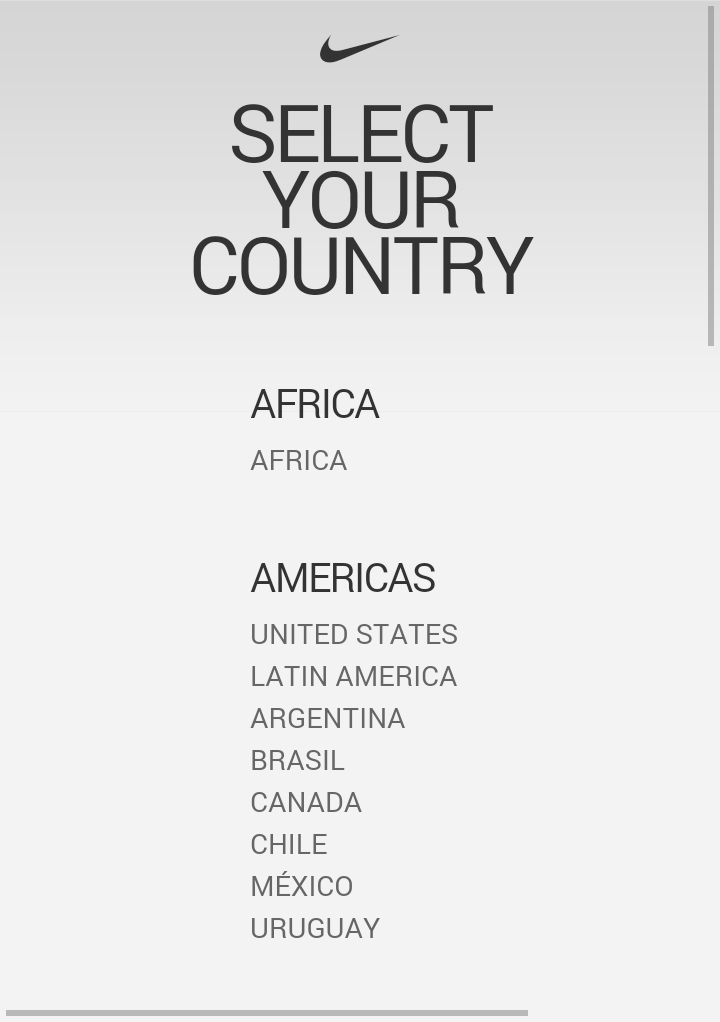 SELECT
YOUR
COUNTRY
AFRICA
AFRICA
AMERICAS
UNITED STATES
LATIN AMERICA
ARGENTINA
BRASIL
CANADA
CHILE
MÉXICO
URUGUAY